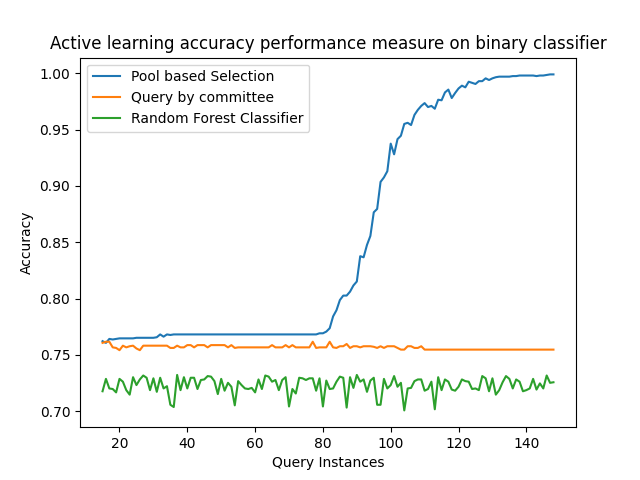 Active learning accuracy performance measure on binary classifier
Pool based Selection
Query by committee
Random Forest Classifier
1.00
0.95
0.90
0.85
0.80
0.75
0.70
Accuracy
20 40 60 80 100 120 140
Query Instances